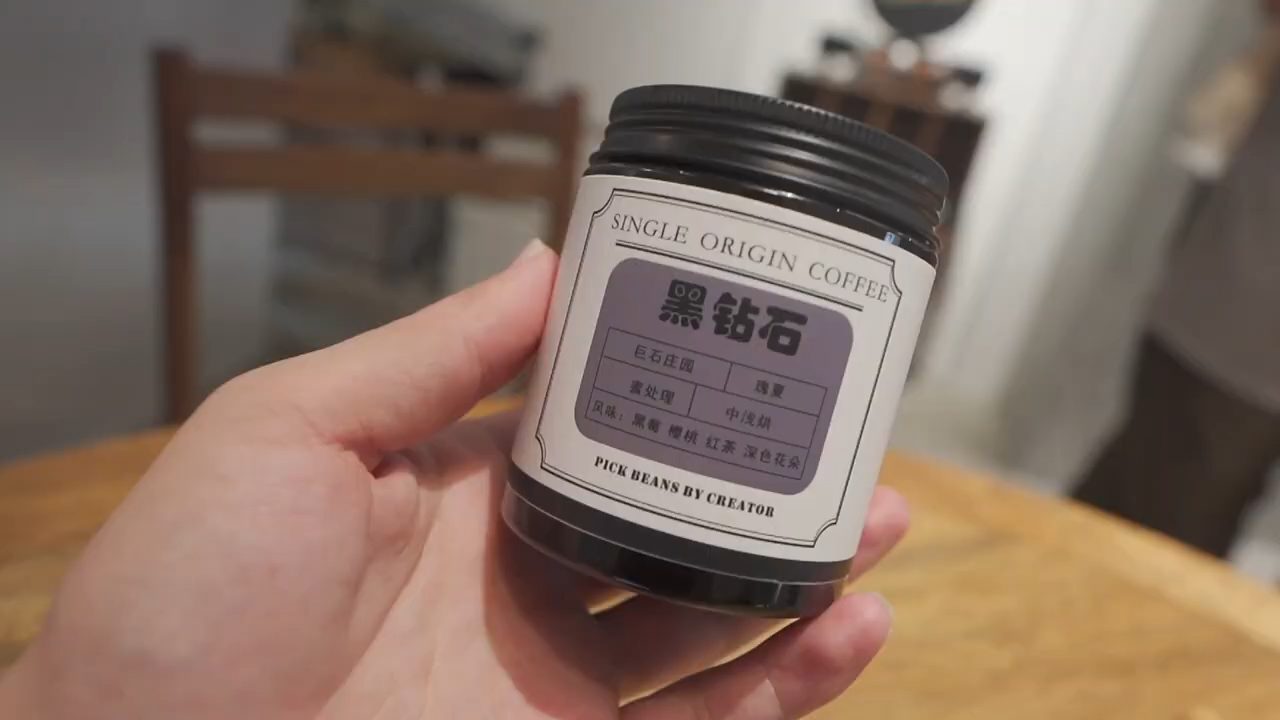 SINGLE ORIGIN COFFEE
黑钻石
巨石庄园 瑰夏
蜜处理 中浅烘
风味：黑莓 樱桃 红茶 深色花朵
PICK BEANS BY CREATOR